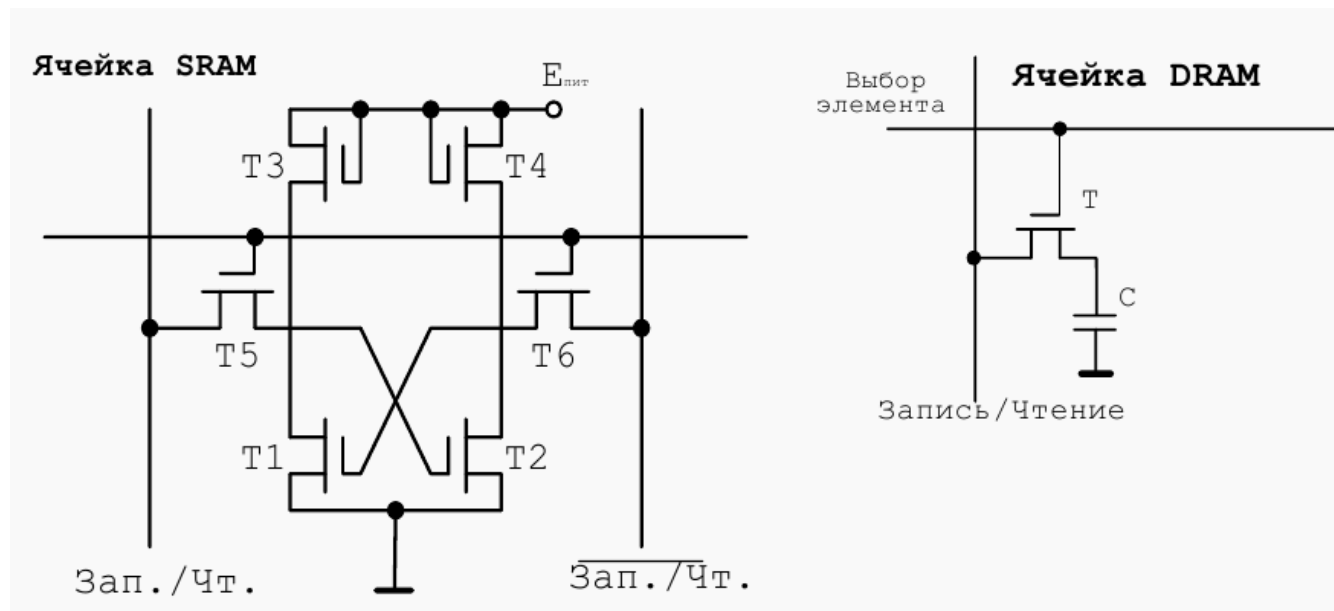 Ячейка SRAM
Eпит
T3
T4
T5
T6
T1
T2
Зап./Чт.
Зап./Чт.
Выбор
элемента
Ячейка DRAM
T
C
Запись/Чтение